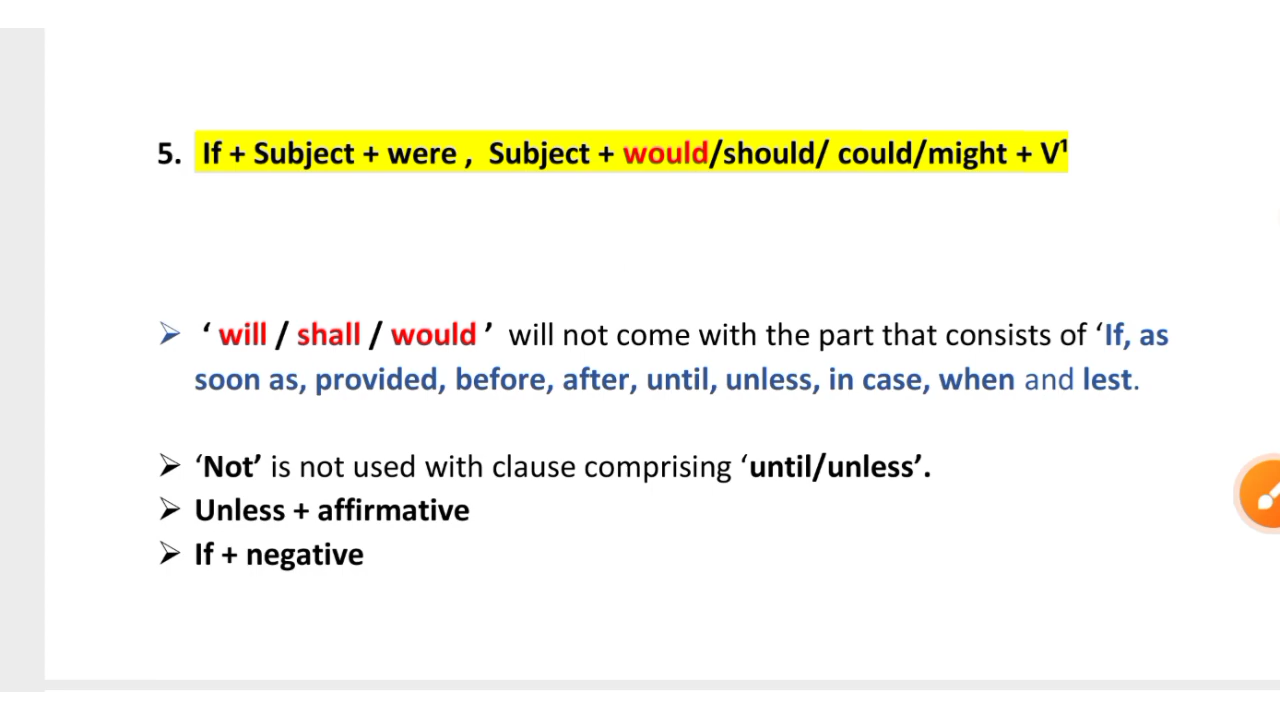 5. If + Subject + were , Subject + would/should/ could/might + V¹
➢ ‘ will / shall / would ’ will not come with the part that consists of ‘If, as
soon as, provided, before, after, until, unless, in case, when and lest.
➢ ‘Not’ is not used with clause comprising ‘until/unless’.
➢ Unless + affirmative
➢ If + negative